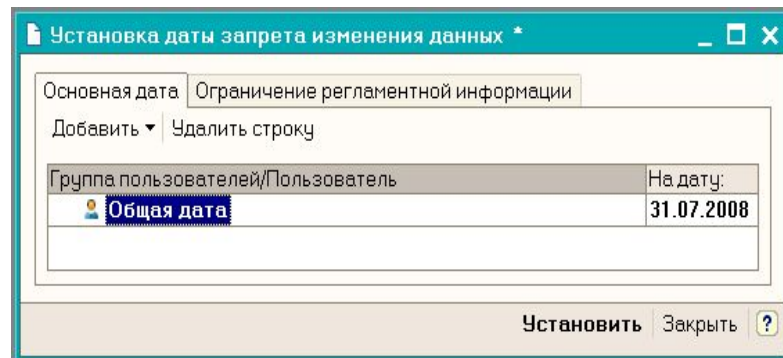 Установка даты запрета изменения данных *
Основная дата Ограничение регламентной информации
Добавить Удалить строку
Группа пользователей/Пользователь На дату:
Общая дата 31.07.2008
Установить Закрыть ?